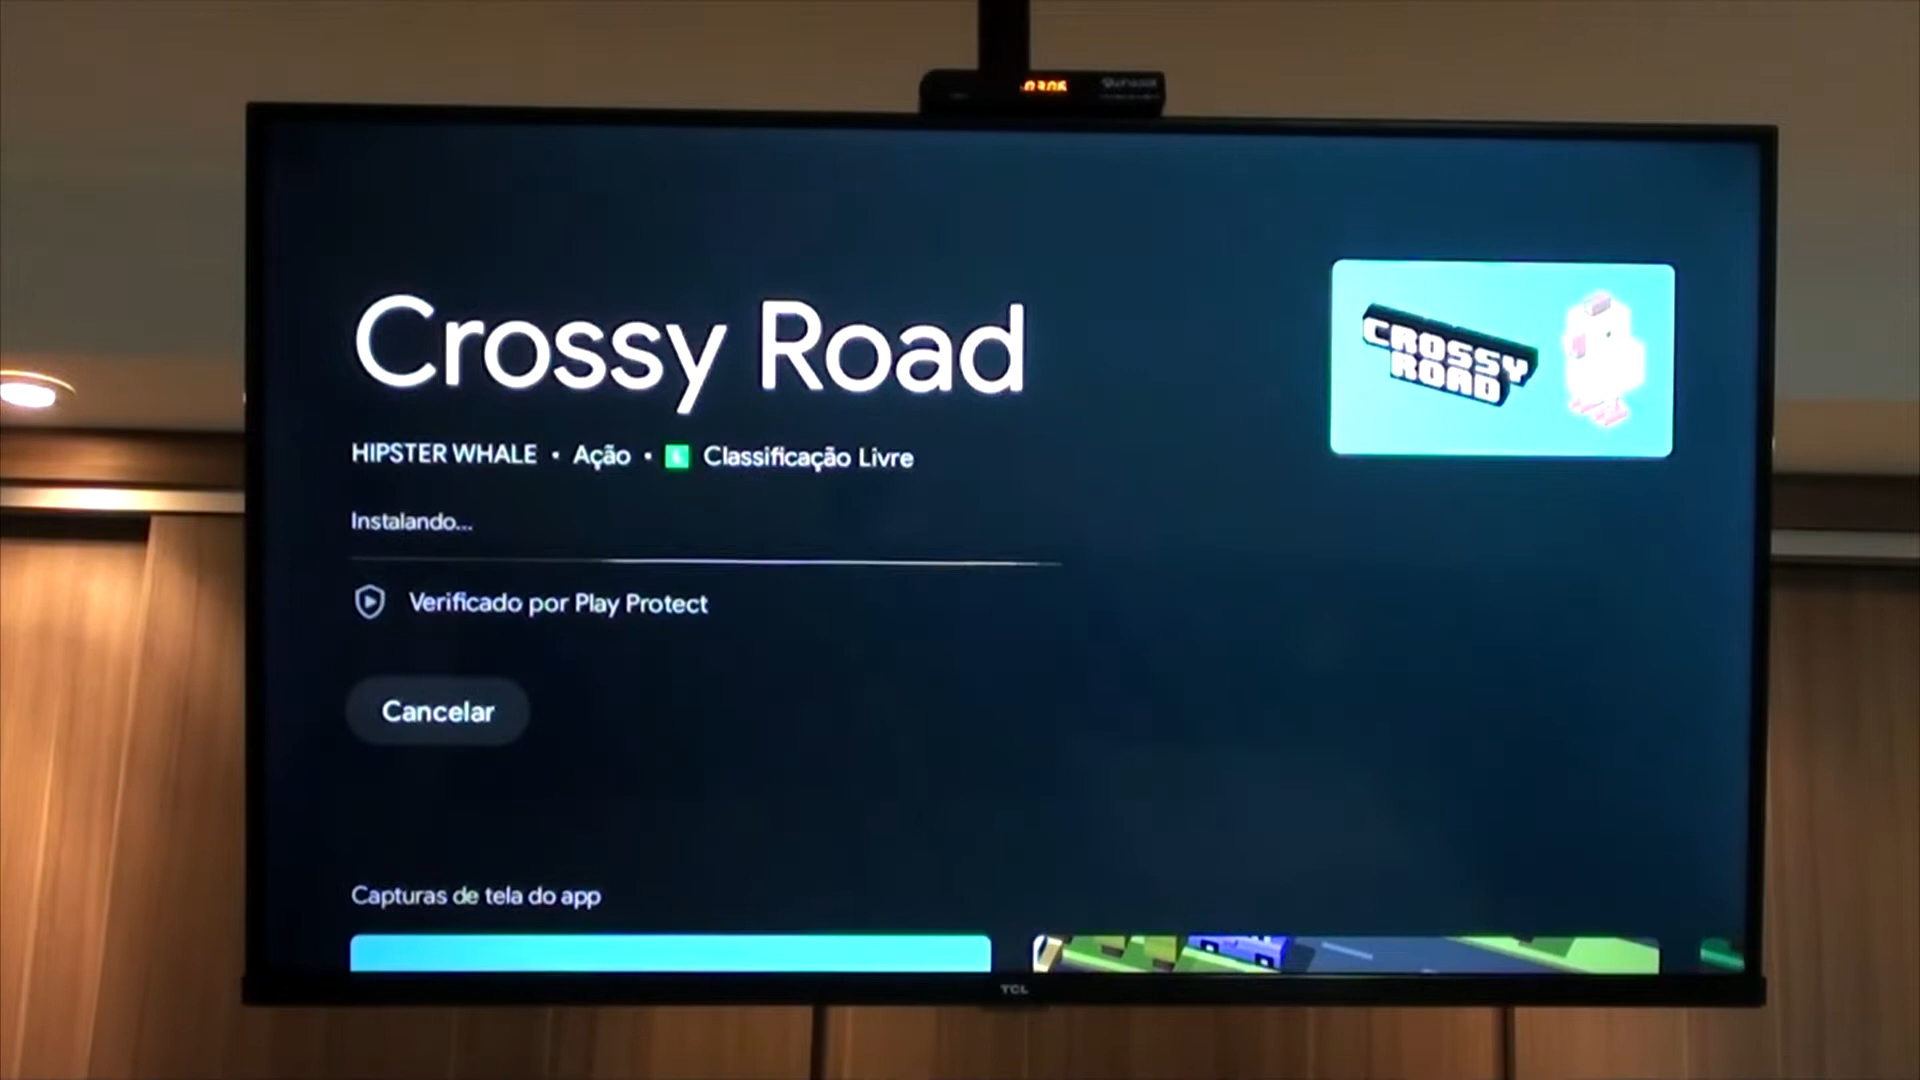 Crossy Road
HIPSTER WHALE • Ação • L Classificação Livre
Instalando...
Verificado por Play Protect
Cancelar
Capturas de tela do app
CROSSY
ROAD
TCL